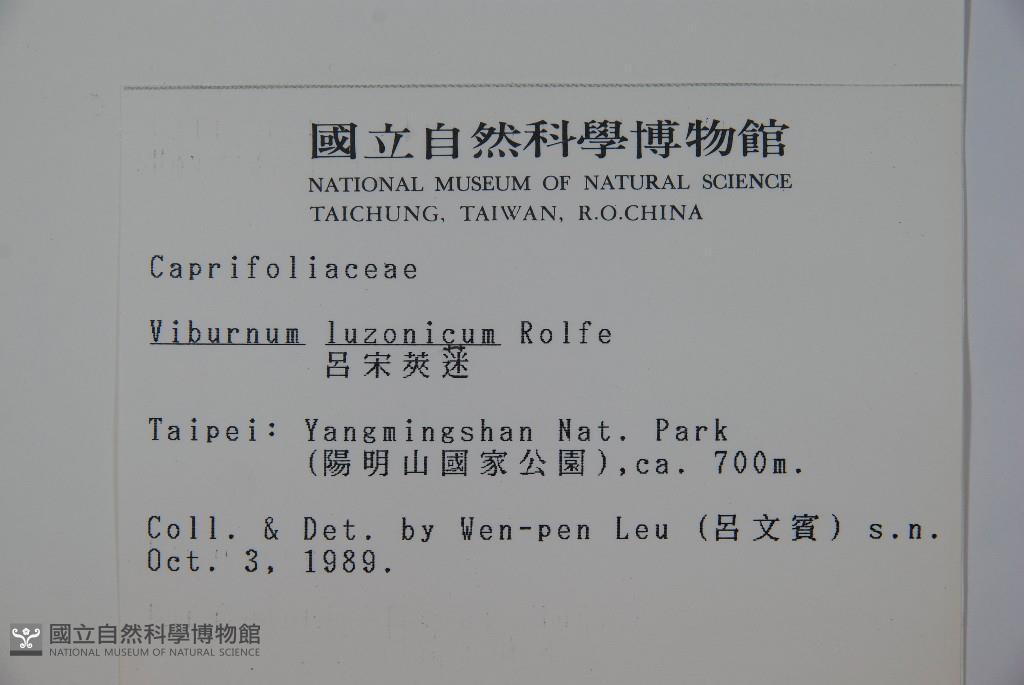 國立自然科學博物館
NATIONAL MUSEUM OF NATURAL SCIENCE
TAICHUNG, TAIWAN, R.O.CHINA
Caprifoliaceae
Viburnum luzonicum Rolfe
呂宋莢蒾
Taipei: Yangmingshan Nat. Park
(陽明山國家公園),ca. 700m.
Coll. & Det. by Wen-pen Leu (呂文賓) s.n.
Oct. 3, 1989.
國立自然科學博物館
NATIONAL MUSEUM OF NATURAL SCIENCE